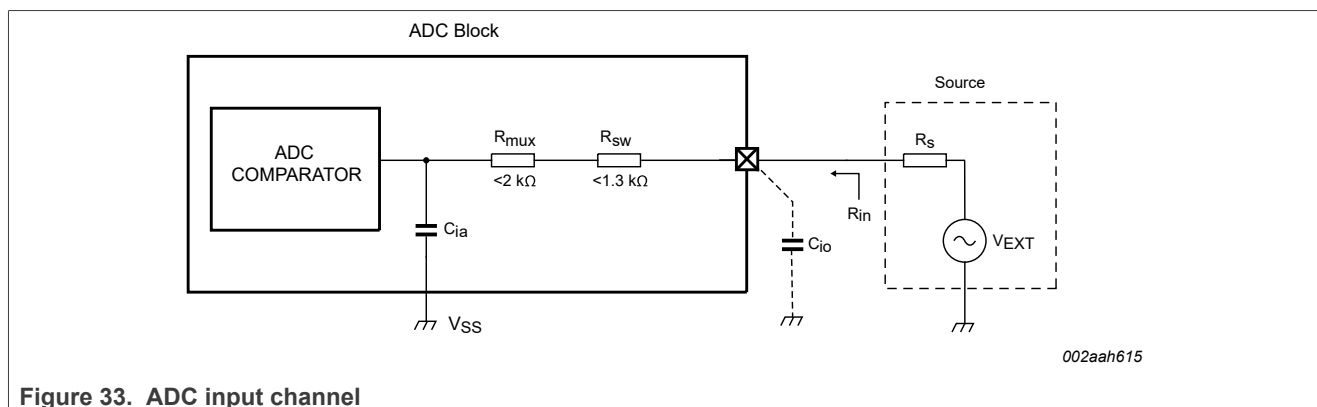 ADC Block
Source
ADC
COMPARATOR
Rmux
<2 kΩ
Rsw
<1.3 kΩ
Rs
Rin
Cia
Cio
VEXT
VSS
002aah615
Figure 33. ADC input channel